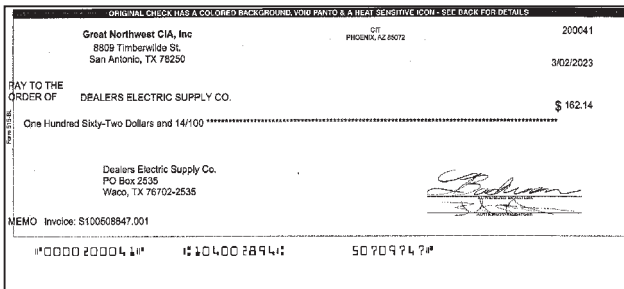 ORIGINAL CHECK HAS A COLORED BACKGROUND, VOID PANTO & A HEAT SENSITIVE ICON - SEE BACK FOR DETAILS
Great Northwest CIA, Inc
8809 Timberwilde St.
San Antonio, TX 78250
CIT
PHOENIX, AZ 85072
200041
3/02/2023
PAY TO THE
ORDER OF DEALERS ELECTRIC SUPPLY CO.
$ 162.14
One Hundred Sixty-Two Dollars and 14/100
Dealers Electric Supply Co.
PO Box 2535
Waco, TX 76702-2535
AUTHORIZED SIGNATURE
AUTHORIZED SIGNATURE
MEMO Invoice: S100508847.001
⑈0000200041⑈ ⑆104002894⑆ 50709747⑈